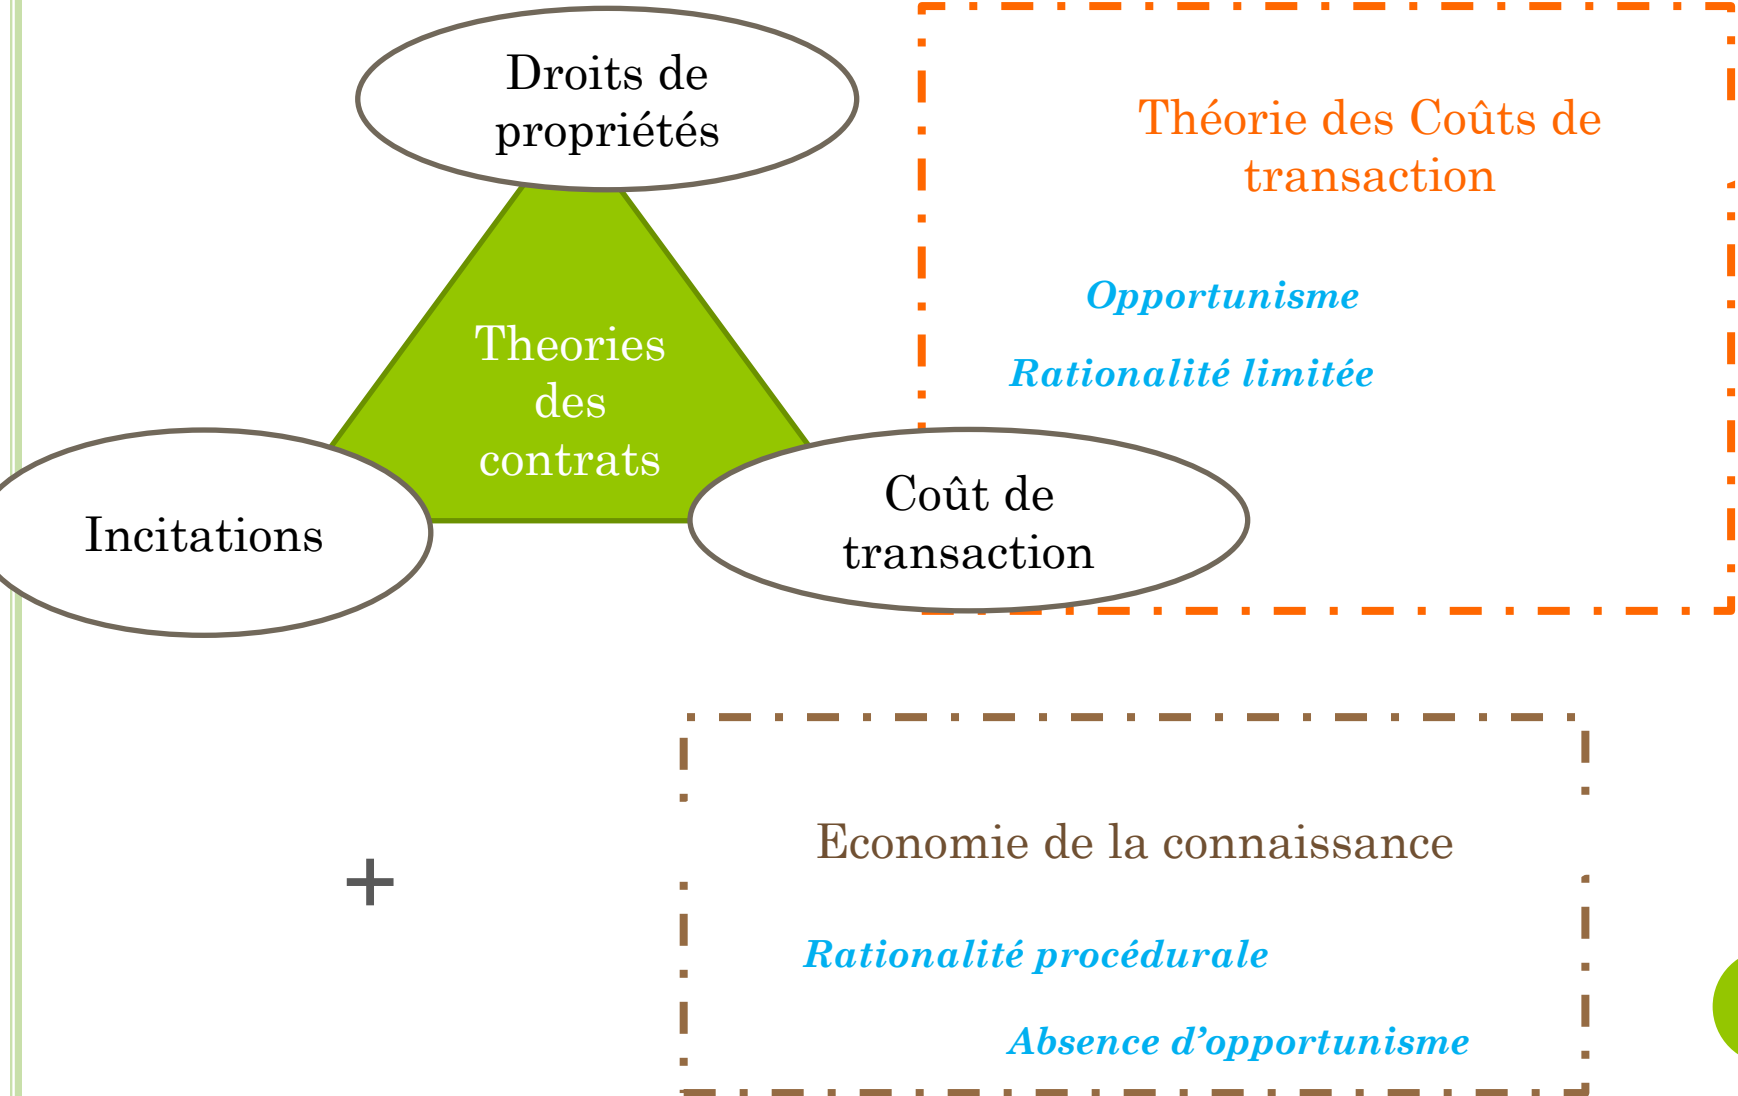 Droits de
propriétés
Théorie des Coûts de
transaction
Opportunisme
Rationalité limitée
Theories
des
contrats
Incitations
Coût de
transaction
+
Economie de la connaissance
Rationalité procédurale
Absence d’opportunisme